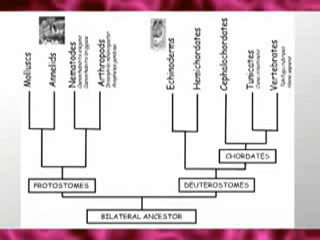 Molluscs
Annelids
Nematodes
Arthropods
Echinoderms
Hemichordates
Cephalochordates
Tunicates
Vertebrates
CHORDATES
PROTOSTOMES
DEUTEROSTOMES
BILATERAL ANCESTOR